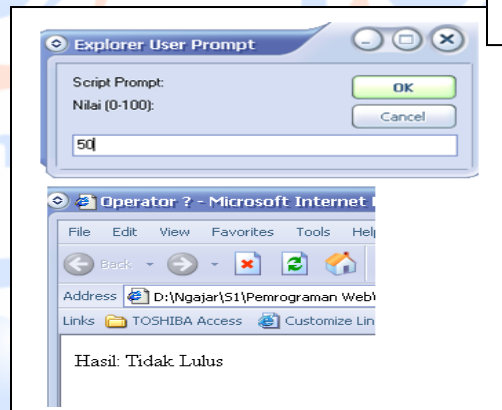 Explorer User Prompt
Script Prompt:
OK
Nilai (0-100):
Cancel
50
Operator ? - Microsoft Internet
File Edit View Favorites Tools Help
Back
Address D:\Ngajar\S1\Pemrograman Web\
Links TOSHIBA Access Customize Lin
Hasil: Tidak Lulus